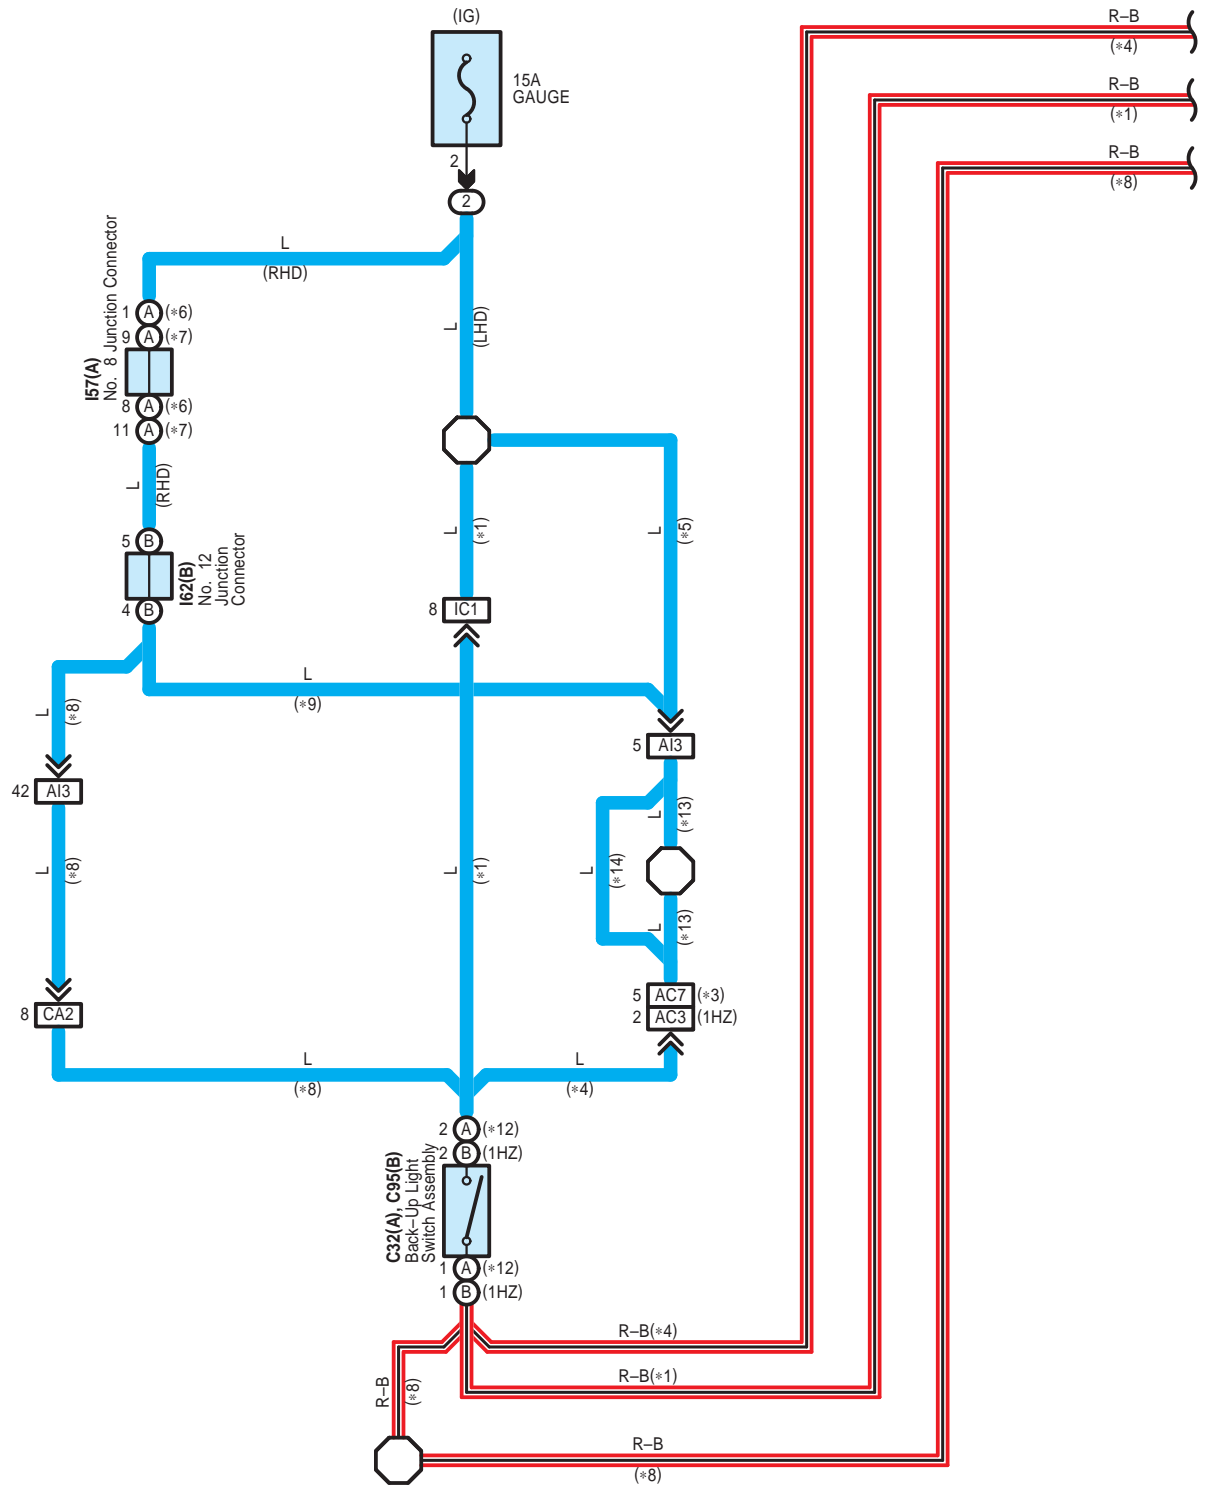 (IG)
15A
GAUGE
2
2
R–B
(∗4)
R–B
(∗1)
R–B
(∗8)
L
(RHD)
L
(LHD)
1 A (∗6)
9 A (∗7)
I57(A)
No. 8 Junction Connector
8 A (∗6)
11 A (∗7)
L
(RHD)
L
(∗1)
L
(∗5)
5 B
I62(B)
No. 12
Junction
Connector
4 B
8 IC1
L
(∗9)
L
(∗8)
5 AI3
42 AI3
L
(∗13)
L
(∗14)
L
(∗8)
L
(∗1)
L
(∗13)
5 AC7 (∗3)
2 AC3 (1HZ)
8 CA2
L
(∗8)
L
(∗4)
2 A (∗12)
2 B (1HZ)
C32(A), C95(B)
Back–Up Light
Switch Assembly
1 A (∗12)
1 B (1HZ)
R–B(∗4)
R–B(∗1)
R–B
(∗8)
R–B
(∗8)